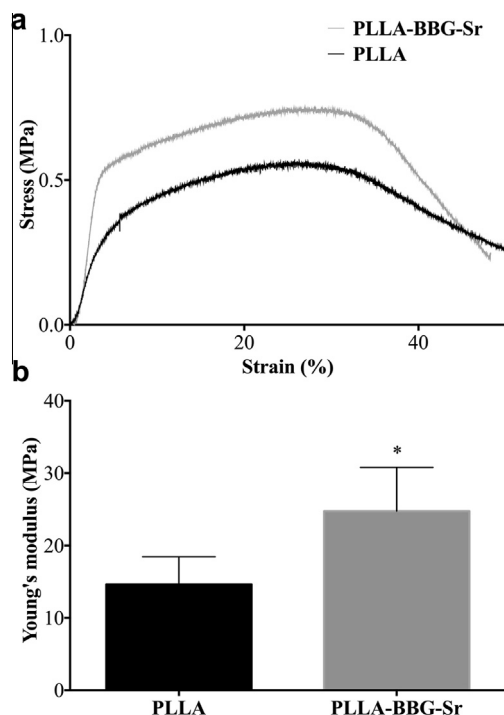 a
PLLA-BBG-Sr
PLLA
1.0
0.5
0.0
Stress (MPa)
0
20
40
Strain (%)
b
40
30
20
10
0
Young's modulus (MPa)
*
PLLA
PLLA-BBG-Sr